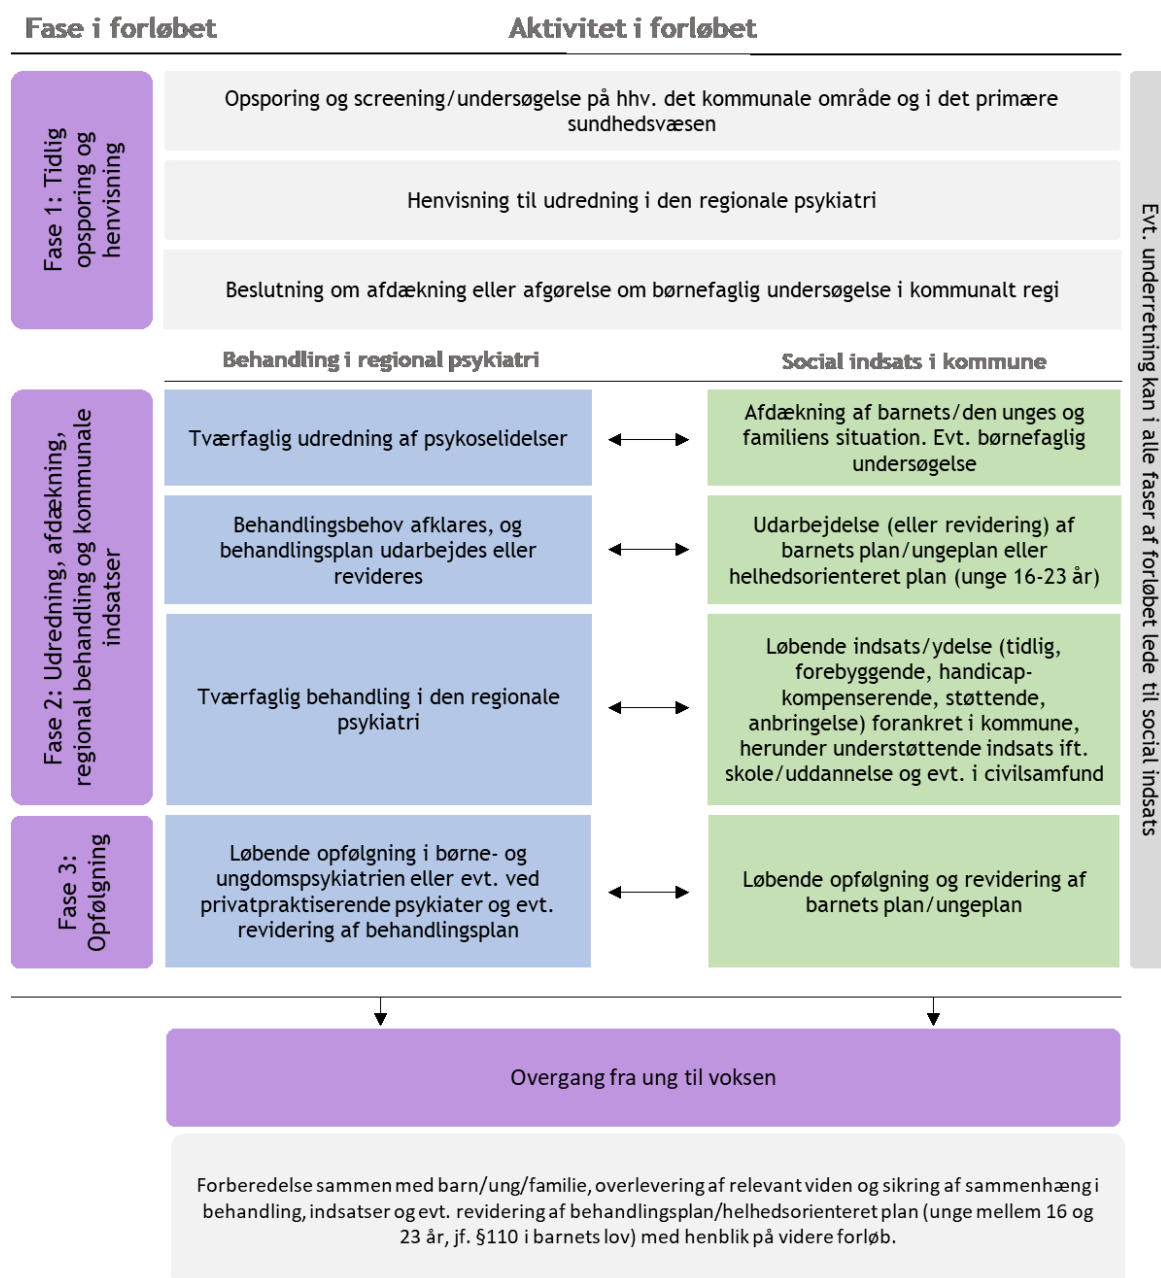 Fase i forløbet
Aktivitet i forløbet
Fase 1: Tidlig
opsporing og
henvisning
Opsporing og screening/undersøgelse på hhv. det kommunale område og i det primære
sundhedsvæsen
Henvisning til udredning i den regionale psykiatri
Beslutning om afdækning eller afgørelse om børnefaglig undersøgelse i kommunalt regi
Evt. underretning kan i alle faser af forløbet lede til social indsats
Behandling i regional psykiatri
Social indsats i kommune
Fase 2: Udredning, afdækning,
regional behandling og kommunale
indsatser
Tværfaglig udredning af psykoselidelser
Afdækning af barnets/den unges og
familiens situation. Evt. børnefaglig
undersøgelse
Behandlingsbehov afklares, og
behandlingsplan udarbejdes eller
revideres
Udarbejdelse (eller revidering) af
barnets plan/ungeplan eller
helhedsorienteret plan (unge 16-23 år)
Tværfaglig behandling i den regionale
psykiatri
Løbende indsats/ydelse (tidlig,
forebyggende, handicap-
kompenserende, støttende,
anbringelse) forankret i kommune,
herunder understøttende indsats ift.
skole/uddannelse og evt. i civilsamfund
Fase 3:
Opfølgning
Løbende opfølgning i børne- og
ungdomspsykiatrien eller evt. ved
privatpraktiserende psykiater og evt.
revidering af behandlingsplan
Løbende opfølgning og revidering af
barnets plan/ungeplan
Overgang fra ung til voksen
Forberedelse sammen med barn/ung/familie, overlevering af relevant viden og sikring af sammenhæng i
behandling, indsatser og evt. revidering af behandlingsplan/helhedsorienteret plan (unge mellem 16 og
23 år, jf. §110 i barnets lov) med henblik på videre forløb.